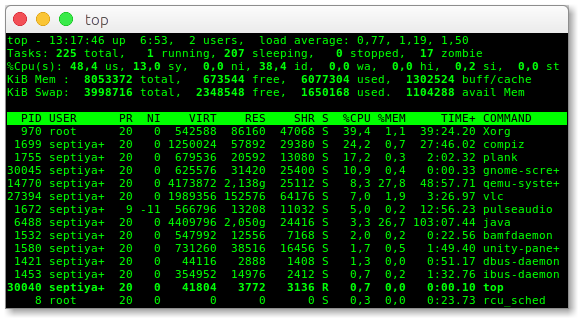 top
top - 13:17:46 up  6:53,  2 users,  load average: 0,77, 1,19, 1,50
Tasks: 225 total,   1 running, 207 sleeping,   0 stopped,  17 zombie
%Cpu(s): 48,4 us, 13,0 sy,  0,0 ni, 38,4 id,  0,0 wa,  0,0 hi,  0,2 si,  0,0 st
KiB Mem :  8053372 total,   673544 free,  6077304 used,  1302524 buff/cache
KiB Swap:  3998716 total,  2348548 free,  1650168 used.  1104288 avail Mem
  PID USER      PR  NI    VIRT    RES    SHR S  %CPU %MEM     TIME+ COMMAND
  970 root      20   0  542588  86160  47068 S  39,4  1,1  39:24.20 Xorg
 1699 septiya+  20   0 1250024  57892  29380 S  24,2  0,7  27:46.02 compiz
 1755 septiya+  20   0  679536  20592  13080 S  17,2  0,3   2:02.32 plank
30045 septiya+  20   0  625576  31420  25400 S  10,9  0,4   0:00.33 gnome-scre+
14770 septiya+  20   0 4173872 2,138g  25112 S   8,3 27,8  48:57.71 qemu-syste+
27394 septiya+  20   0 1989356 152576  64176 S   7,0  1,9   3:26.97 vlc
 1672 septiya+   9 -11  566796  13208  11032 S   5,0  0,2  12:56.23 pulseaudio
 6488 septiya+  20   0 4409796 2,050g  24416 S   3,3 26,7 103:07.44 java
 1532 septiya+  20   0  547992  12556   7168 S   2,0  0,2   0:22.56 bamfdaemon
 1580 septiya+  20   0  731260  38516  16456 S   1,7  0,5   1:49.40 unity-pane+
 1421 septiya+  20   0   44116   2888   1408 S   1,3  0,0   0:51.17 dbus-daemon
 1453 septiya+  20   0  354952  14976   2412 S   0,7  0,2   1:32.76 ibus-daemon
30040 septiya+  20   0   41804   3772   3136 R   0,7  0,0   0:00.10 top
    8 root      20   0       0      0      0 S   0,3  0,0   0:23.73 rcu_sched